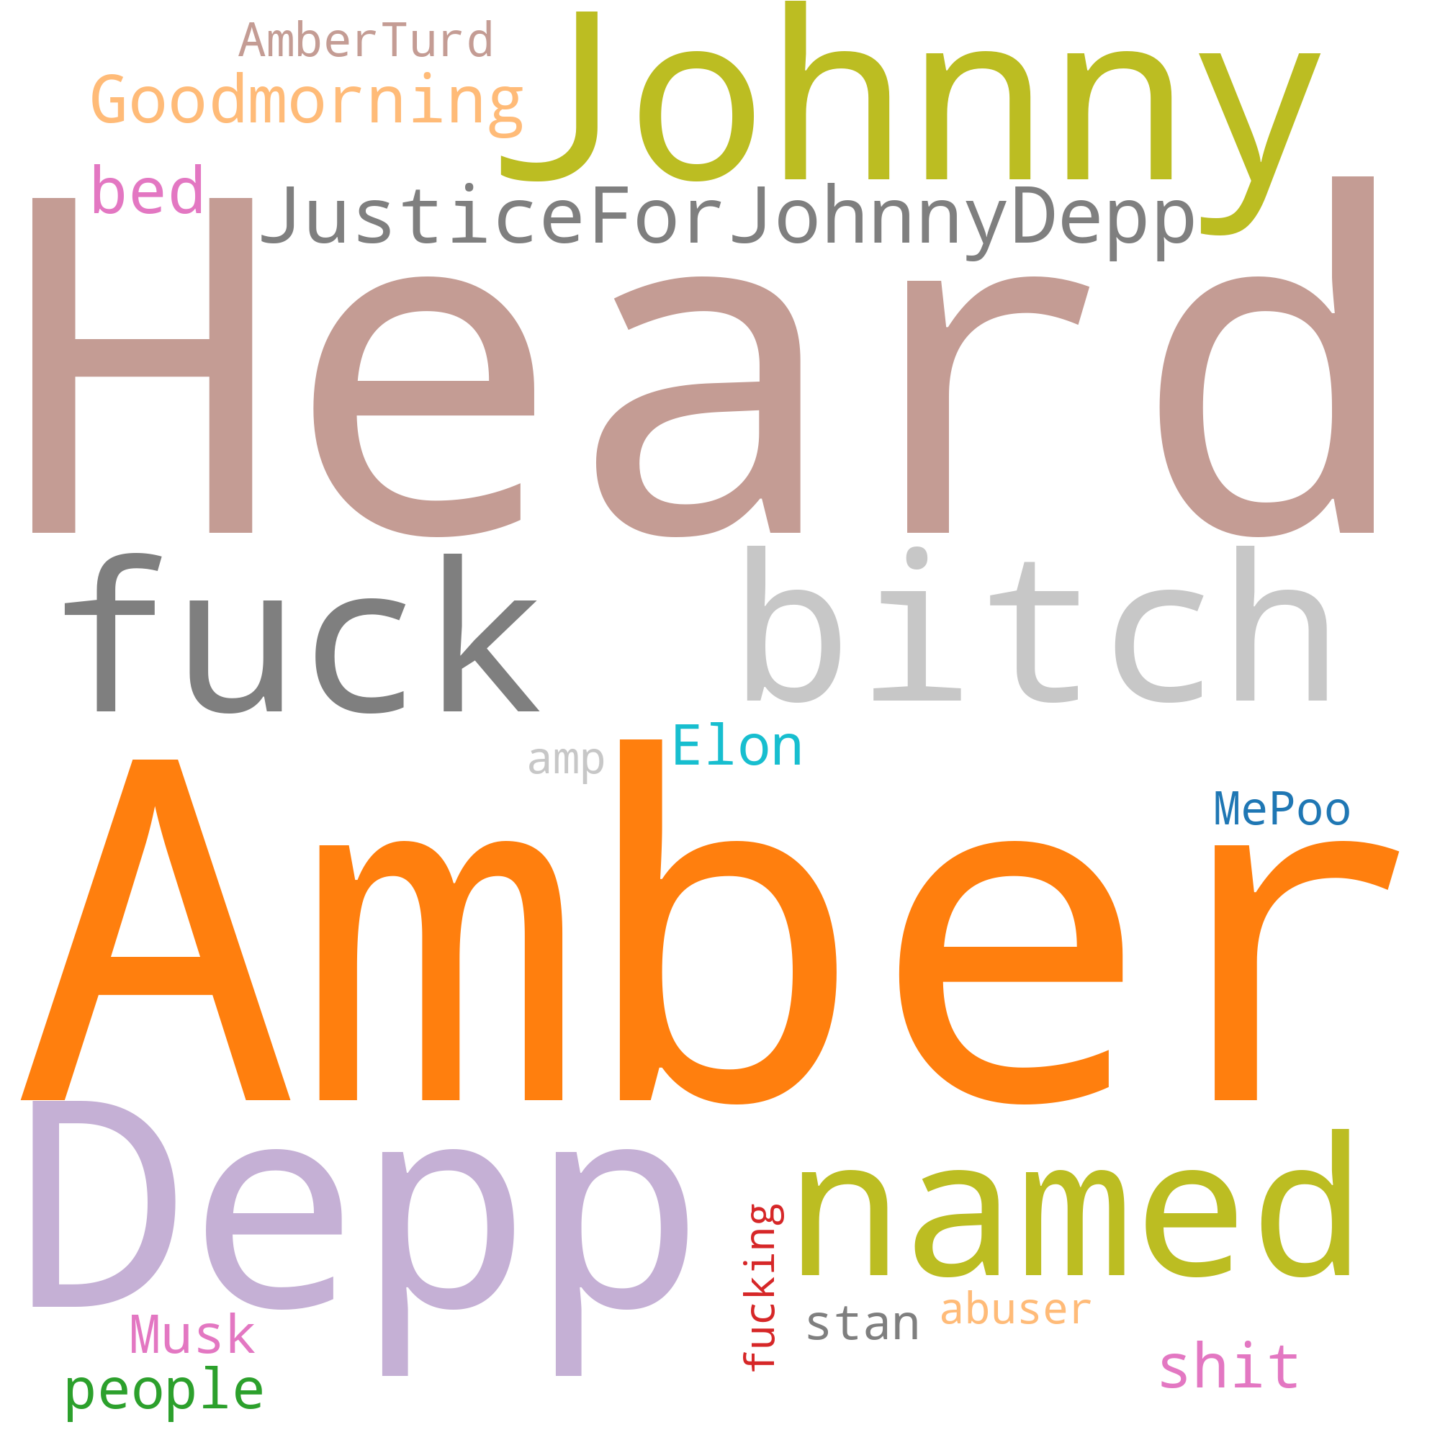 AmberTurd
Johnny
Goodmorning
bed
JusticeForJohnnyDepp
Heard
fuck
bitch
amp
Elon
MePoo
Amber
Depp
named
fucking
stan
abuser
Musk
people
shit